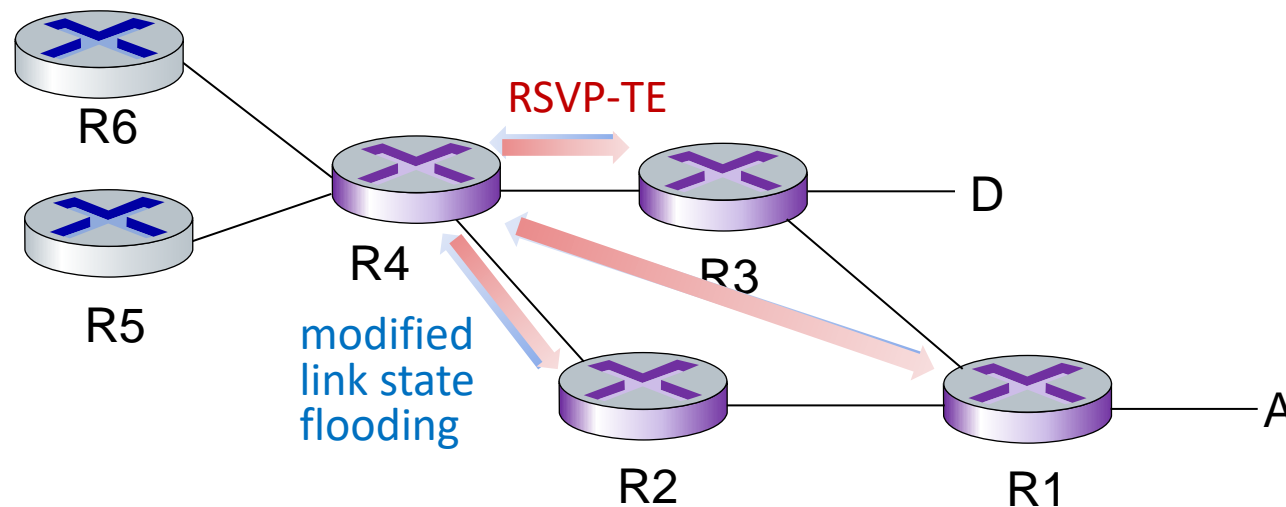 RSVP-TE
R6
D
R4
R3
R5
modified
link state
flooding
A
R2
R1